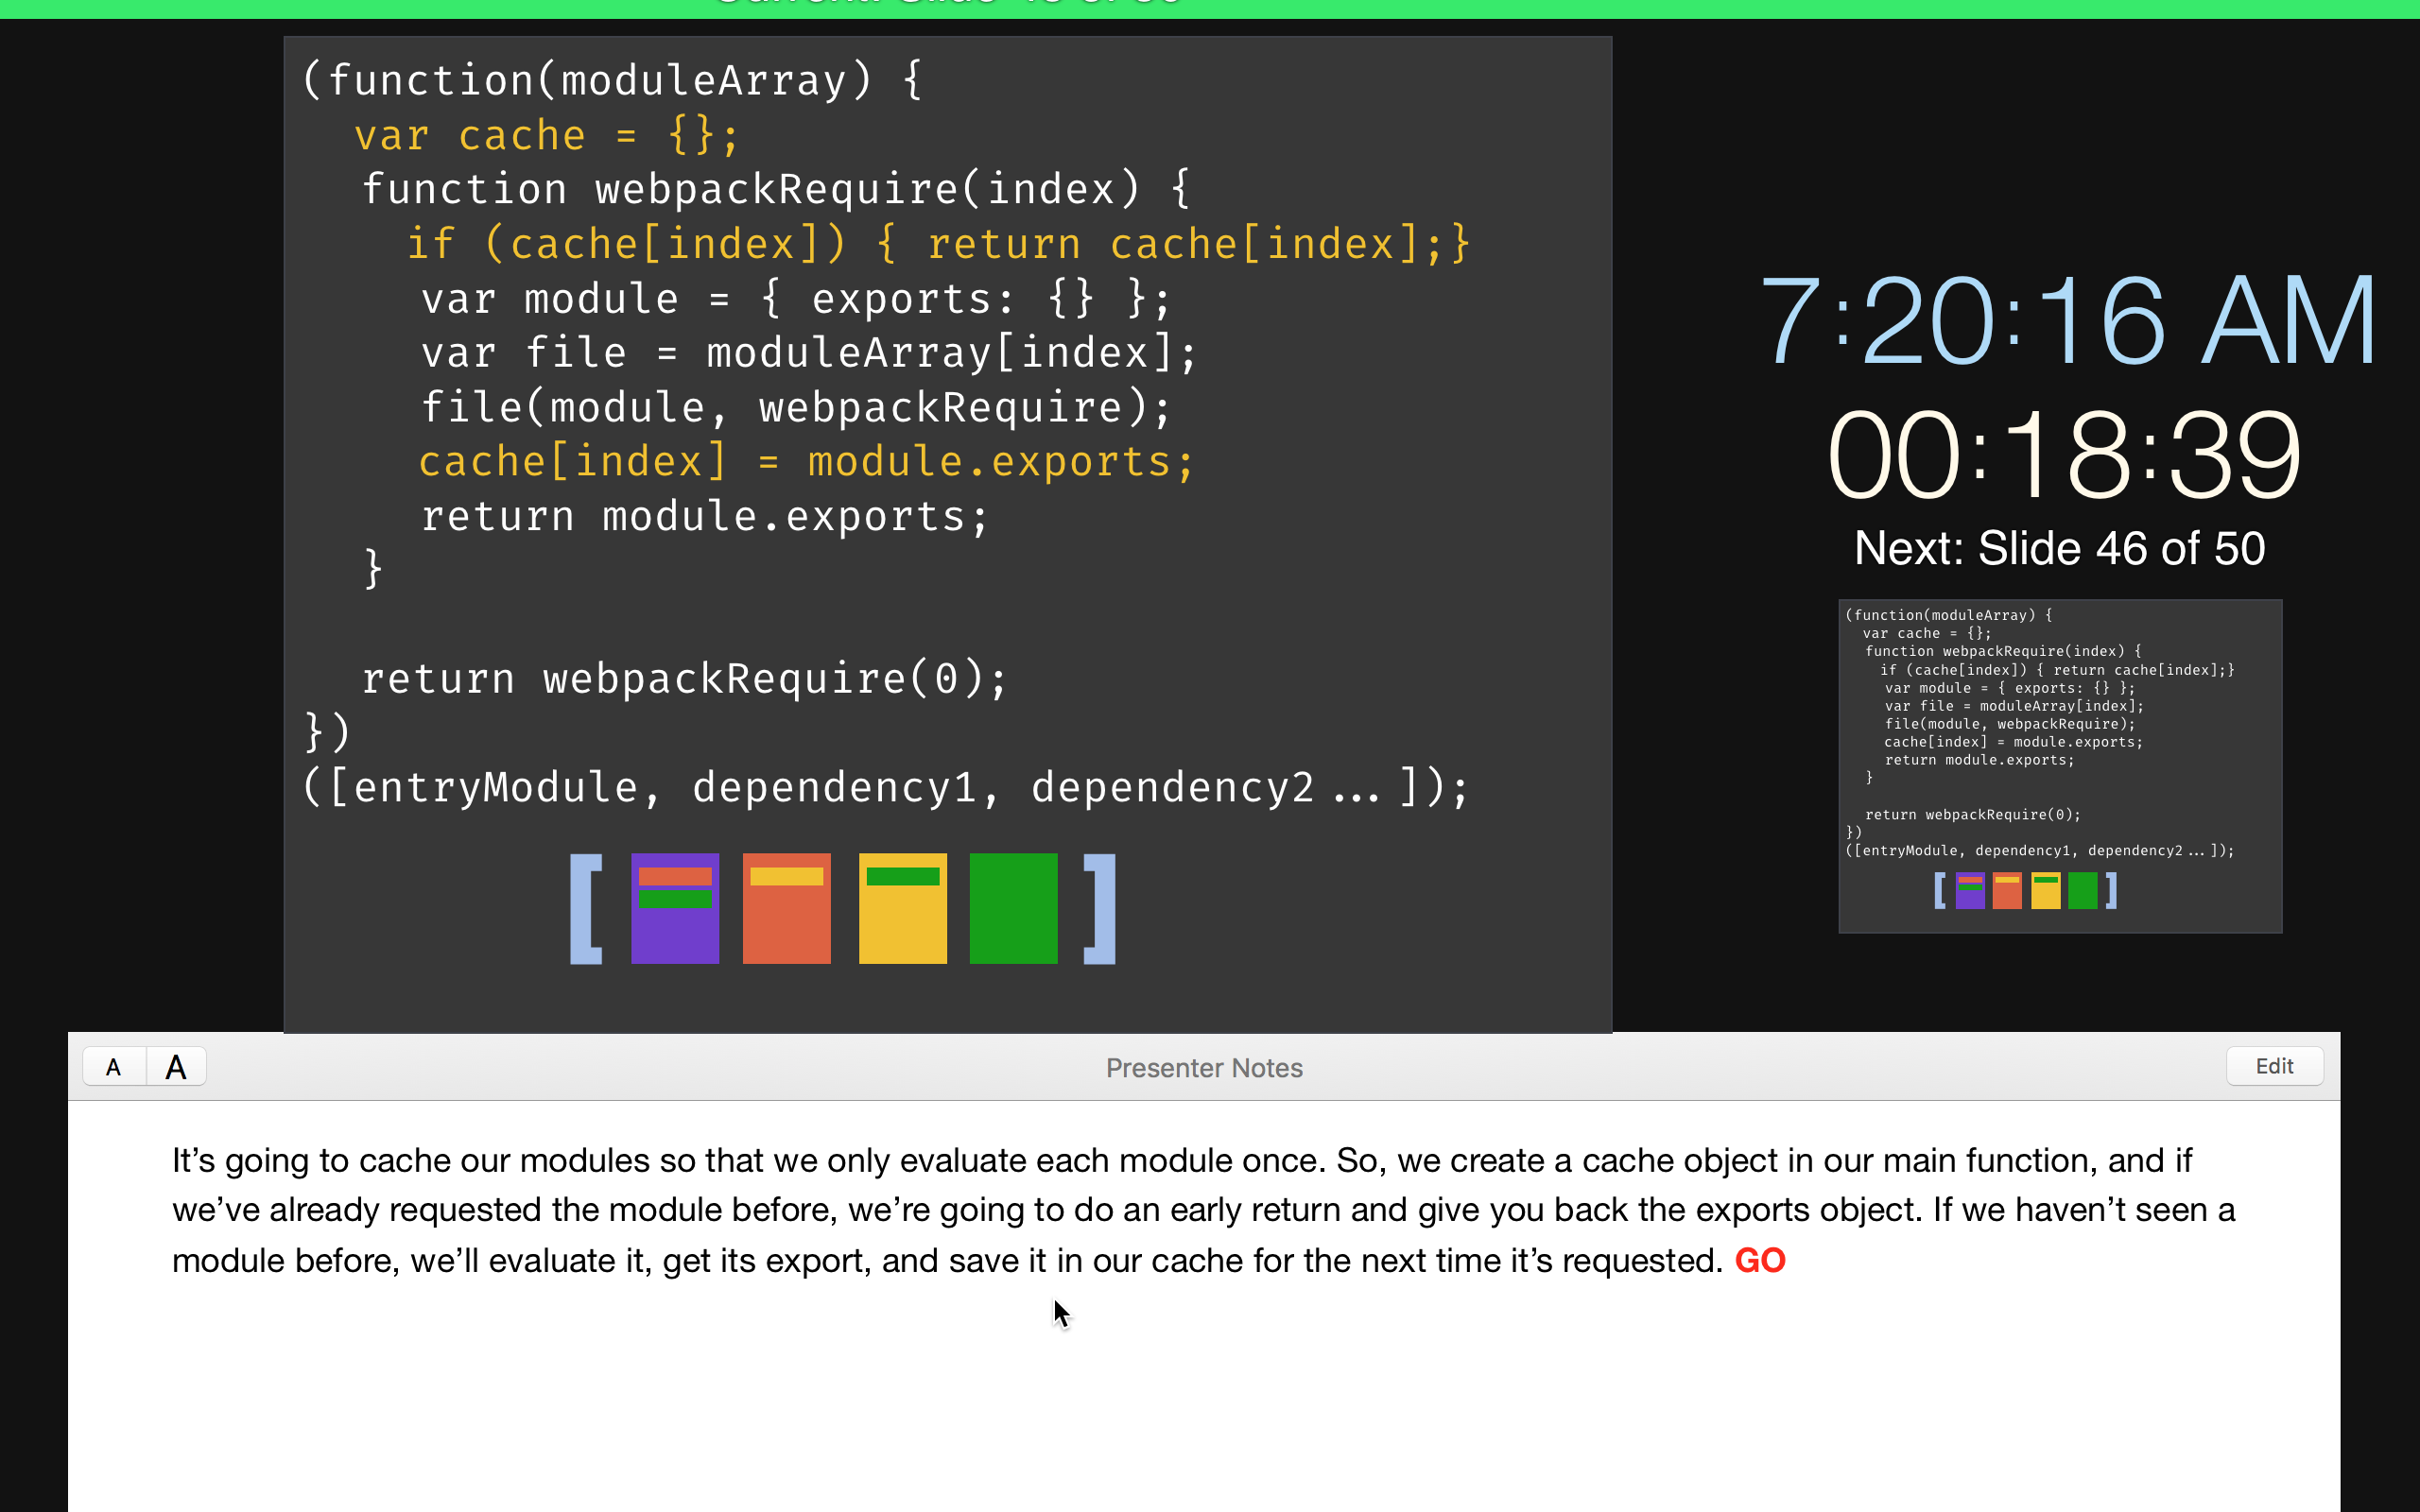 (function(moduleArray) {
var cache = {};
function webpackRequire(index) {
if (cache[index]) { return cache[index];}
var module = { exports: {} };
var file = moduleArray[index];
file(module, webpackRequire);
cache[index] = module.exports;
return module.exports;
}
return webpackRequire(0);
})
([entryModule, dependency1, dependency2...]);
[ ]
7:20:16 AM
00:18:39
Next: Slide 46 of 50
(function(moduleArray) {
var cache = {};
function webpackRequire(index) {
if (cache[index]) { return cache[index];}
var module = { exports: {} };
var file = moduleArray[index];
file(module, webpackRequire);
cache[index] = module.exports;
return module.exports;
}
return webpackRequire(0);
})
([entryModule, dependency1, dependency2...]);
[ ]
A A
Presenter Notes
Edit
It’s going to cache our modules so that we only evaluate each module once. So, we create a cache object in our main function, and if
we’ve already requested the module before, we’re going to do an early return and give you back the exports object. If we haven’t seen a
module before, we’ll evaluate it, get its export, and save it in our cache for the next time it’s requested. GO